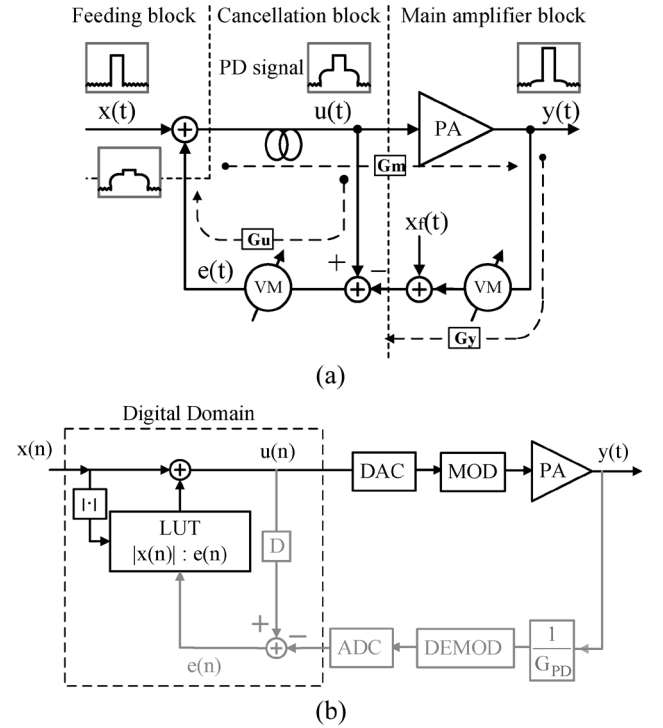 Feeding block
Cancellation block
Main amplifier block
PD signal
x(t)
u(t)
y(t)
PA
Gm
xf(t)
Gu
e(t)
VM
+
−
VM
Gy
(a)
Digital Domain
x(n)
u(n)
y(t)
DAC
MOD
PA
|·|
LUT
|x(n)| : e(n)
D
+
−
ADC
DEMOD
1
GPD
e(n)
(b)